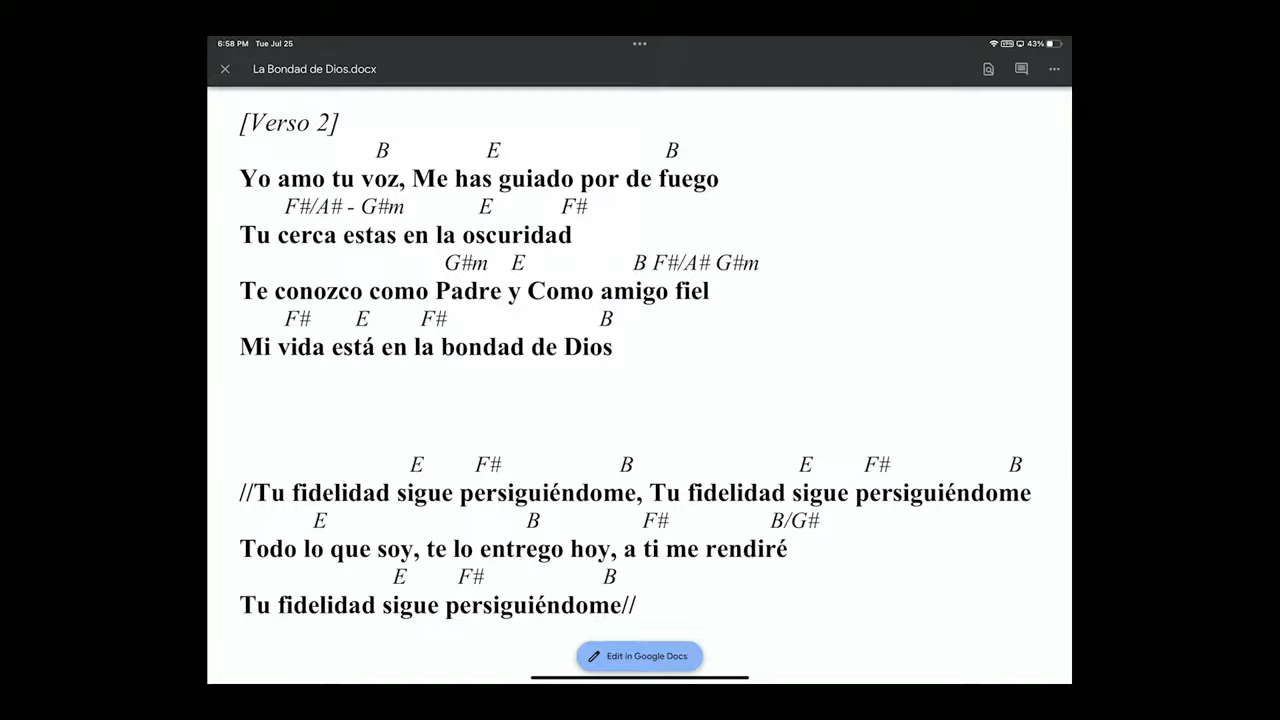 6:58 PM Tue Jul 25 43%
La Bondad de Dios.docx
[Verso 2]
B E B
Yo amo tu voz, Me has guiado por de fuego
F#/A# - G#m E F#
Tu cerca estas en la oscuridad
G#m E B F#/A# G#m
Te conozco como Padre y Como amigo fiel
F# E F# B
Mi vida está en la bondad de Dios
E F# B E F# B
//Tu fidelidad sigue persiguiéndome, Tu fidelidad sigue persiguiéndome
E B F# B/G#
Todo lo que soy, te lo entrego hoy, a ti me rendiré
E F# B
Tu fidelidad sigue persiguiéndome//
Edit in Google Docs